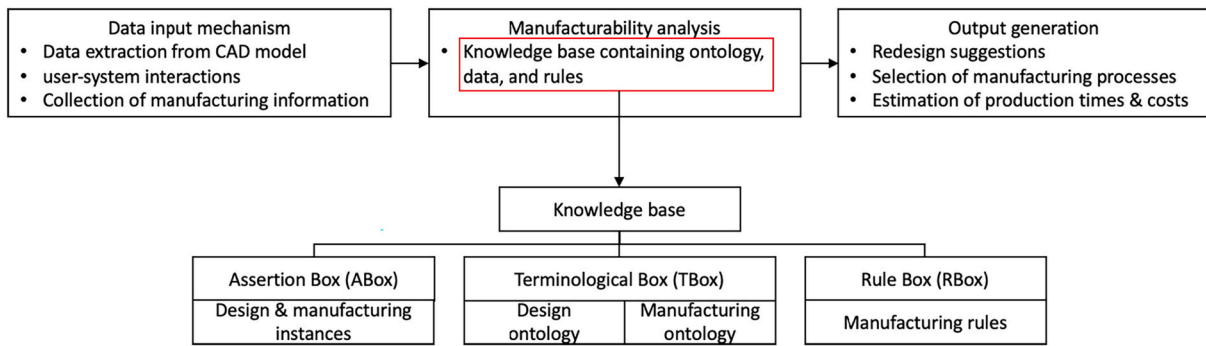 Data input mechanism
• Data extraction from CAD model
• user-system interactions
• Collection of manufacturing information
Manufacturability analysis
• Knowledge base containing ontology,
data, and rules
Output generation
• Redesign suggestions
• Selection of manufacturing processes
• Estimation of production times & costs
Knowledge base
Assertion Box (ABox)
Design & manufacturing
instances
Terminological Box (TBox)
Design
ontology
Manufacturing
ontology
Rule Box (RBox)
Manufacturing rules